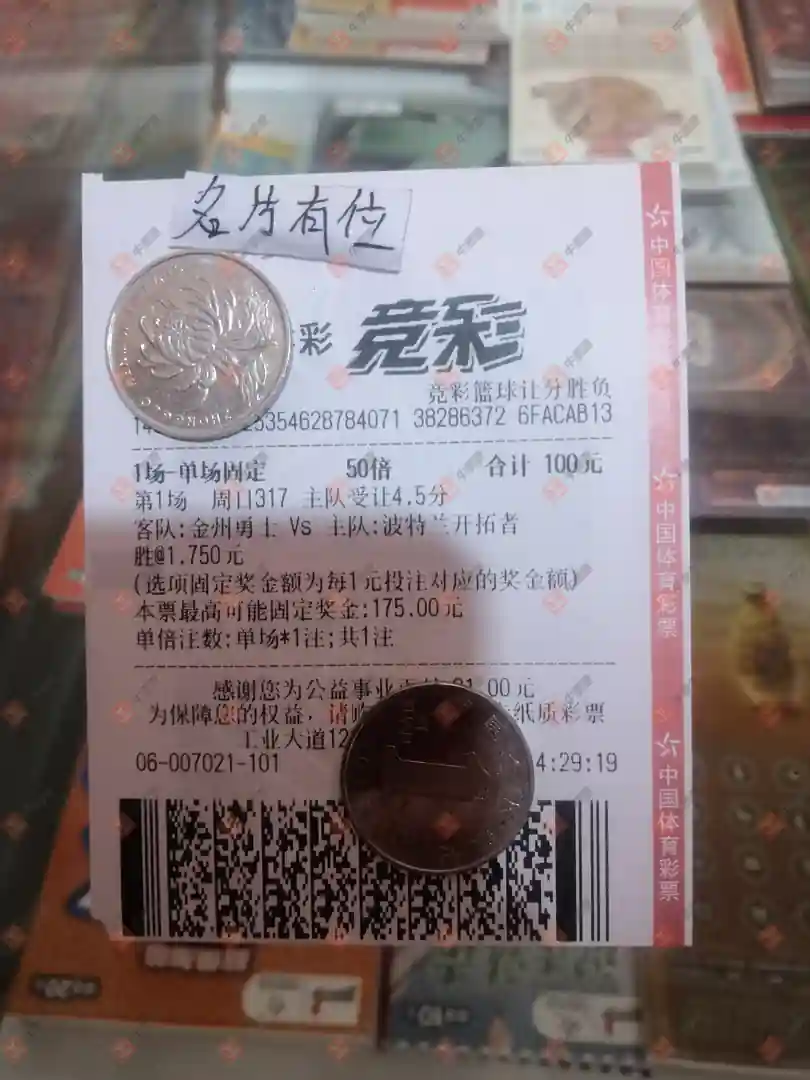 名片有位
彩 竞彩
竞彩篮球让分胜负
5354628784071 38286372 6FACAB13
1场-单场固定 50倍 合计 100元
第1场 周日317 主队受让4.5分
客队:金州勇士 Vs 主队:波特兰开拓者
胜@1.750元
(选项固定奖金额为每1元投注对应的奖金额)
本票最高可能固定奖金:175.00元
单倍注数:单场*1注;共1注
感谢您为公益事业 1.00元
为保障您的权益，请 纸质彩票
工业大道12
06-007021-101 4:29:19
中国体育
中国体育彩票
中国体育彩票